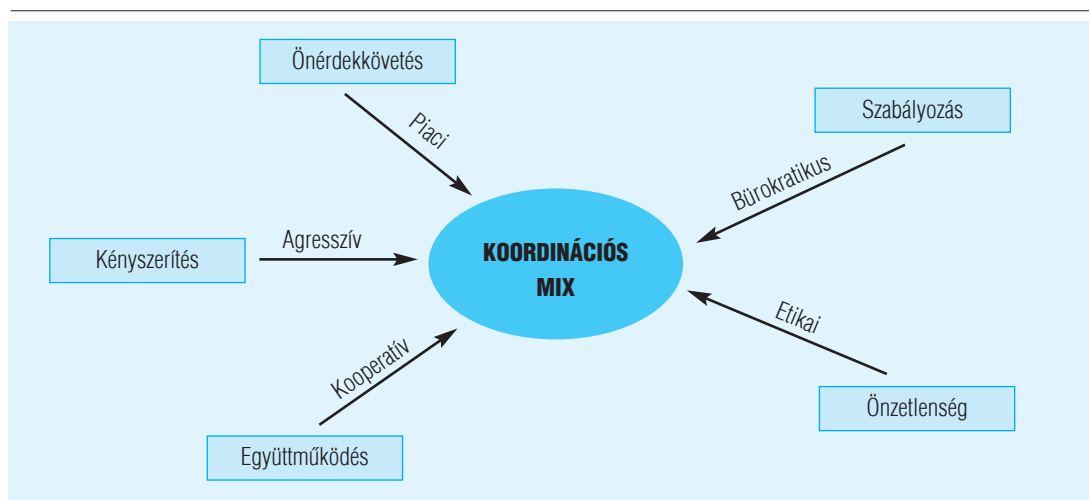 Önérdekkövetés
Piaci
Szabályozás
Bürokratikus
Kényszerítés
Agresszív
KOORDINÁCIÓS
MIX
Etikai
Önzetlenség
Kooperatív
Együttműködés